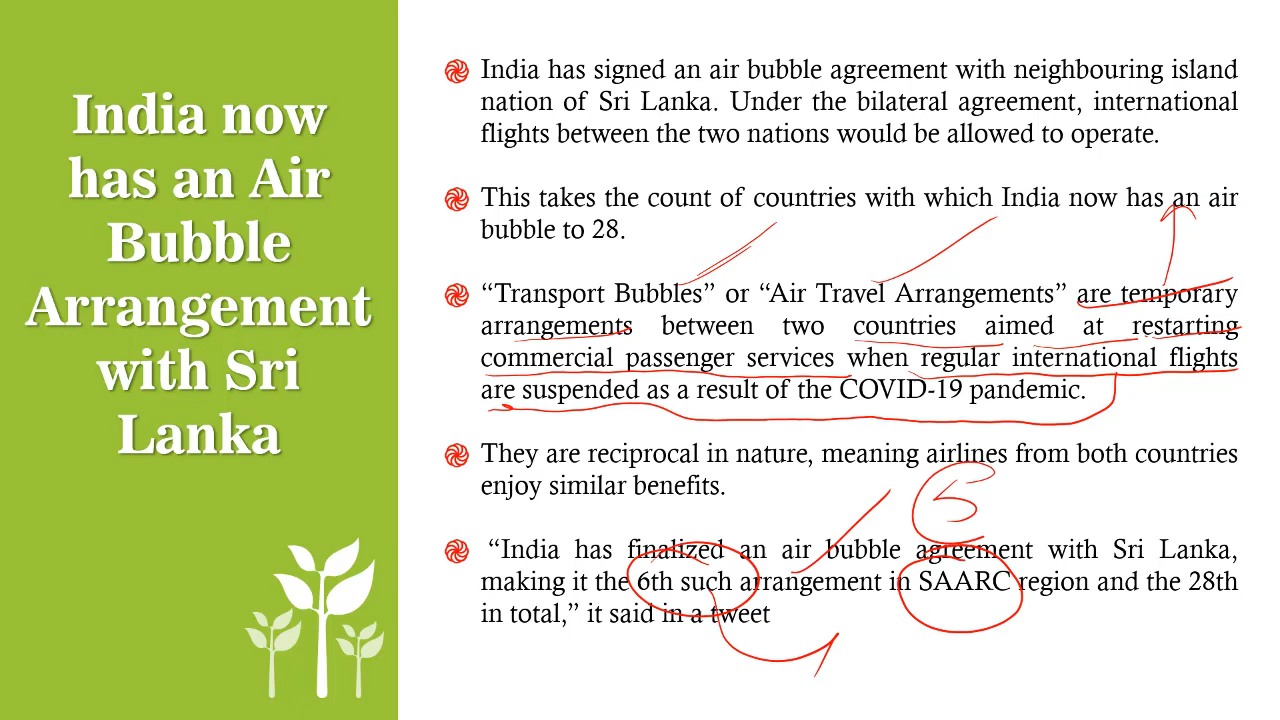 India now
has an Air
Bubble
Arrangement
with Sri
Lanka
India has signed an air bubble agreement with neighbouring island
nation of Sri Lanka. Under the bilateral agreement, international
flights between the two nations would be allowed to operate.
This takes the count of countries with which India now has an air
bubble to 28.
“Transport Bubbles” or “Air Travel Arrangements” are temporary
arrangements between two countries aimed at restarting
commercial passenger services when regular international flights
are suspended as a result of the COVID-19 pandemic.
They are reciprocal in nature, meaning airlines from both countries
enjoy similar benefits.
“India has finalized an air bubble agreement with Sri Lanka,
making it the 6th such arrangement in SAARC region and the 28th
in total,” it said in a tweet